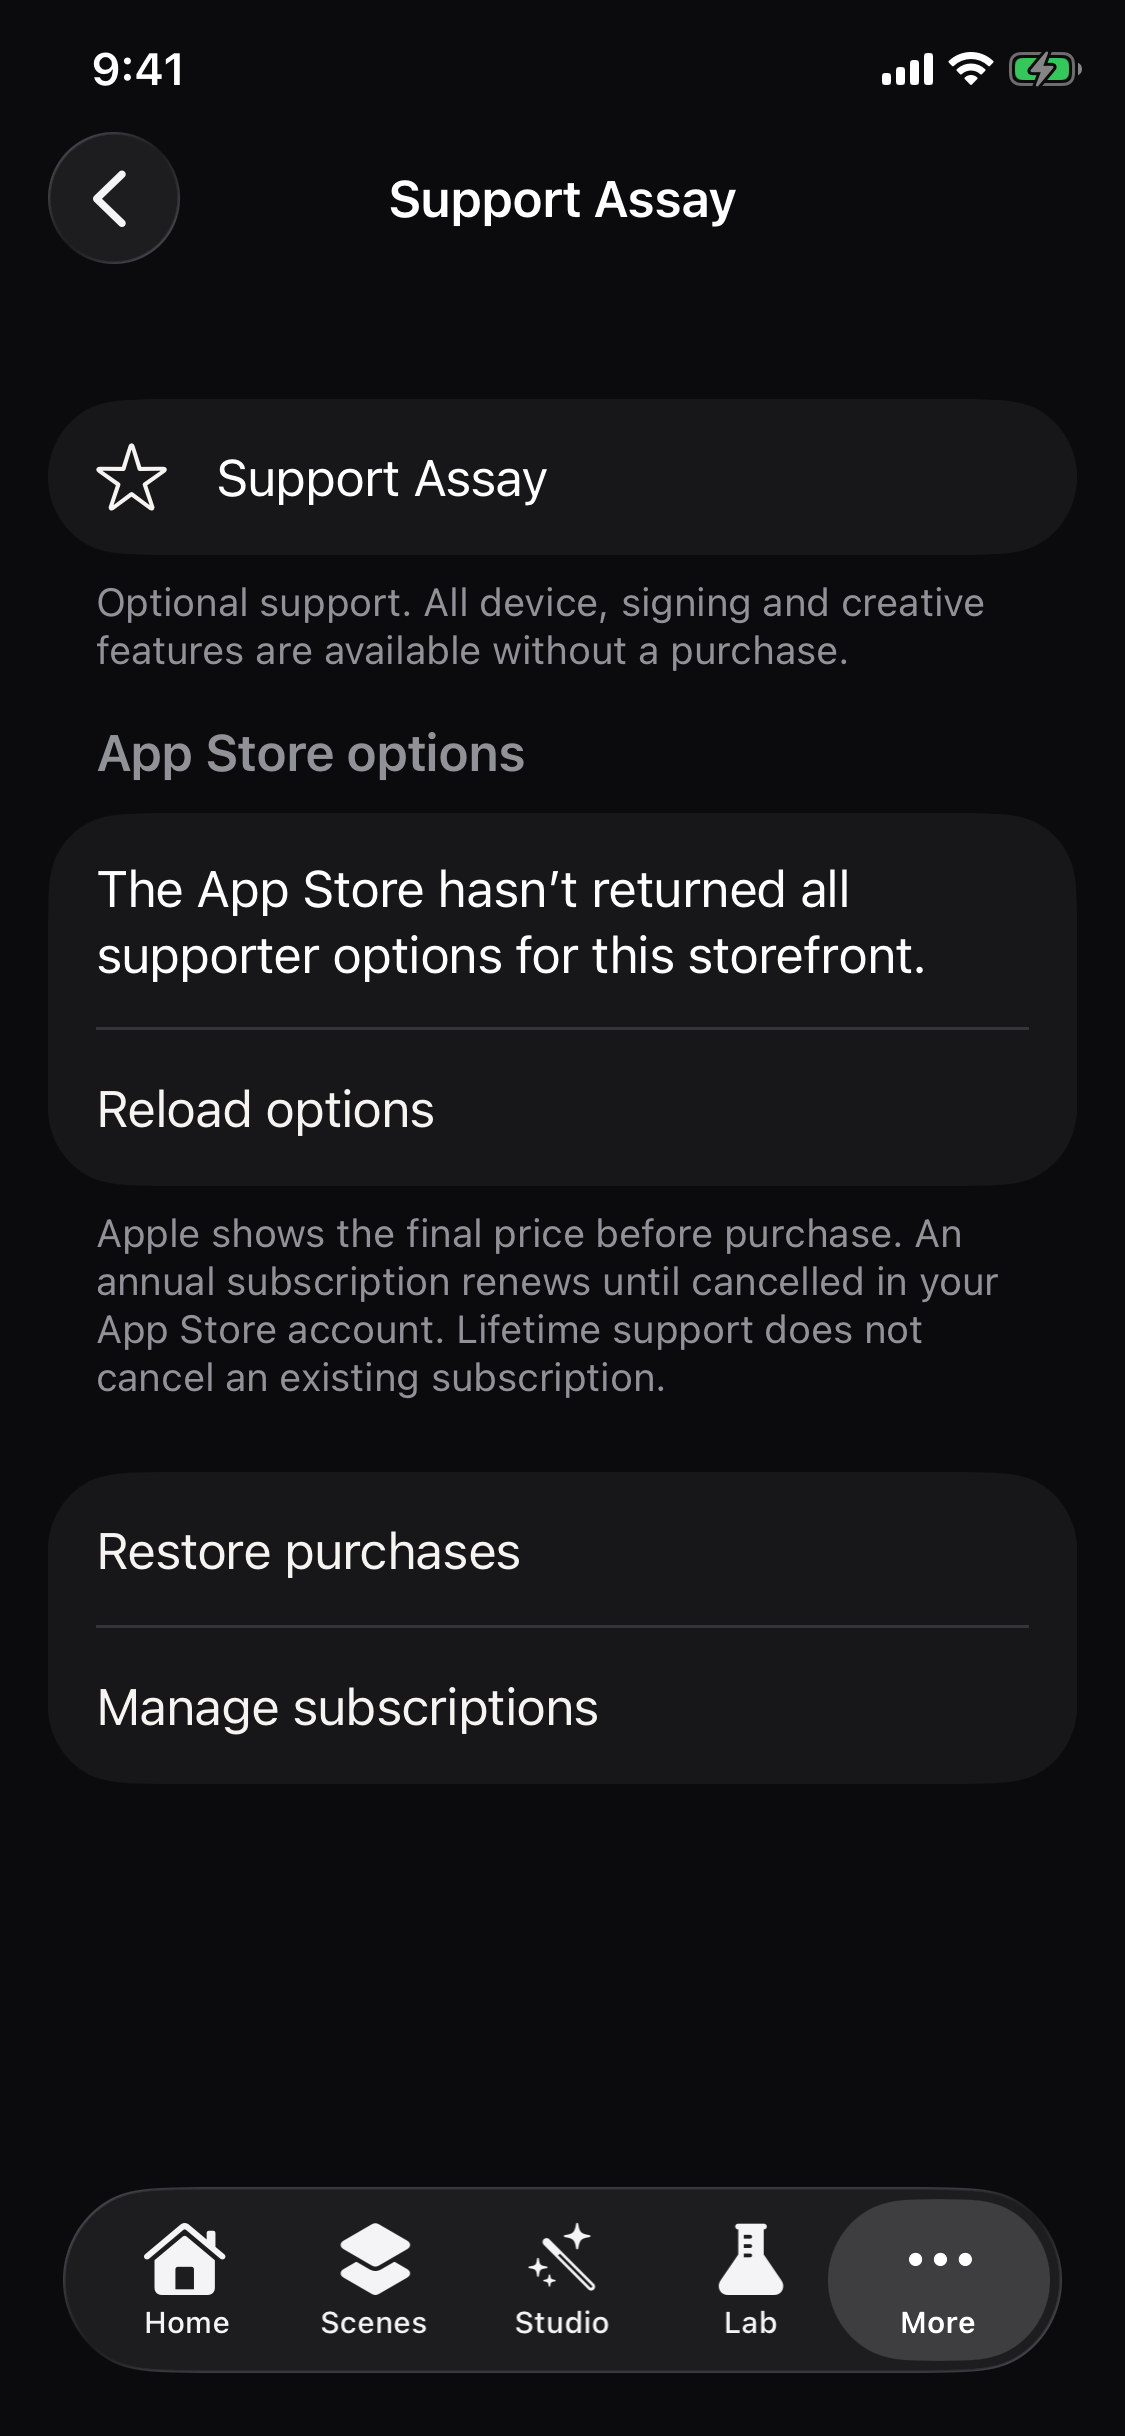 9:41
Support Assay
Support Assay
Optional support. All device, signing and creative
features are available without a purchase.
App Store options
The App Store hasn’t returned all
supporter options for this storefront.
Reload options
Apple shows the final price before purchase. An
annual subscription renews until cancelled in your
App Store account. Lifetime support does not
cancel an existing subscription.
Restore purchases
Manage subscriptions
Home
Scenes
Studio
Lab
More